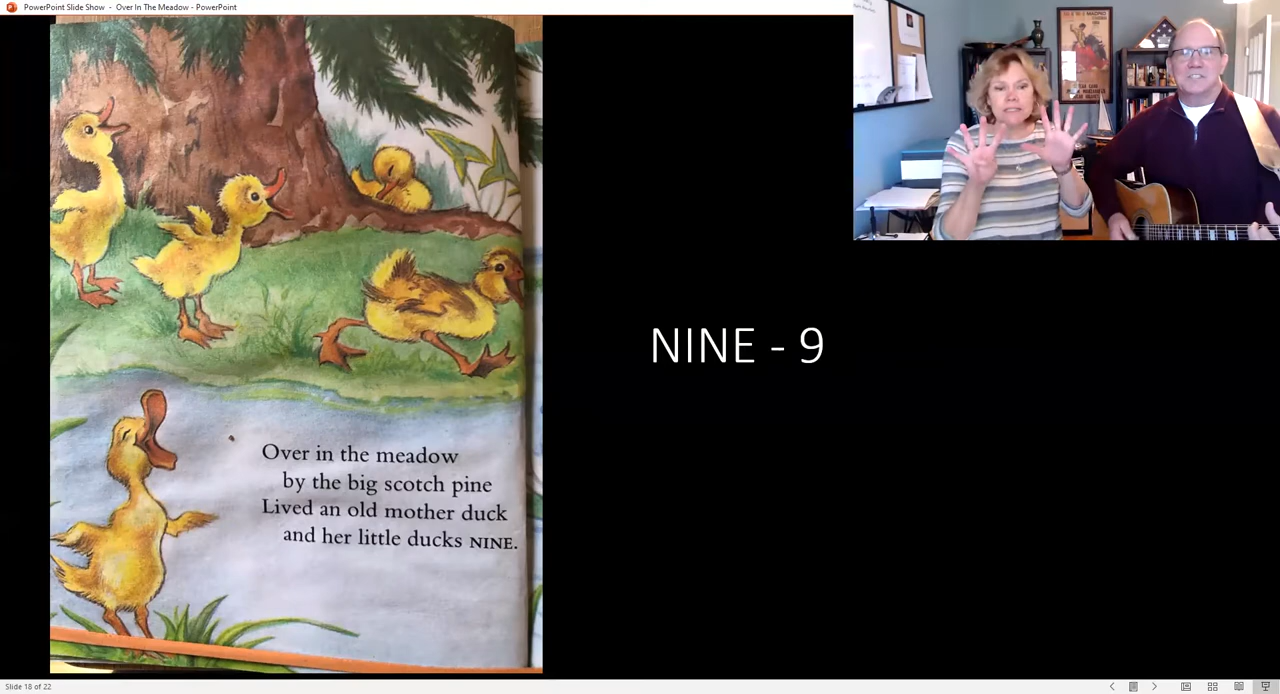 PowerPoint Slide Show - Over In The Meadow - PowerPoint
Over in the meadow
by the big scotch pine
Lived an old mother duck
and her little ducks NINE.
NINE - 9
Slide 18 of 22